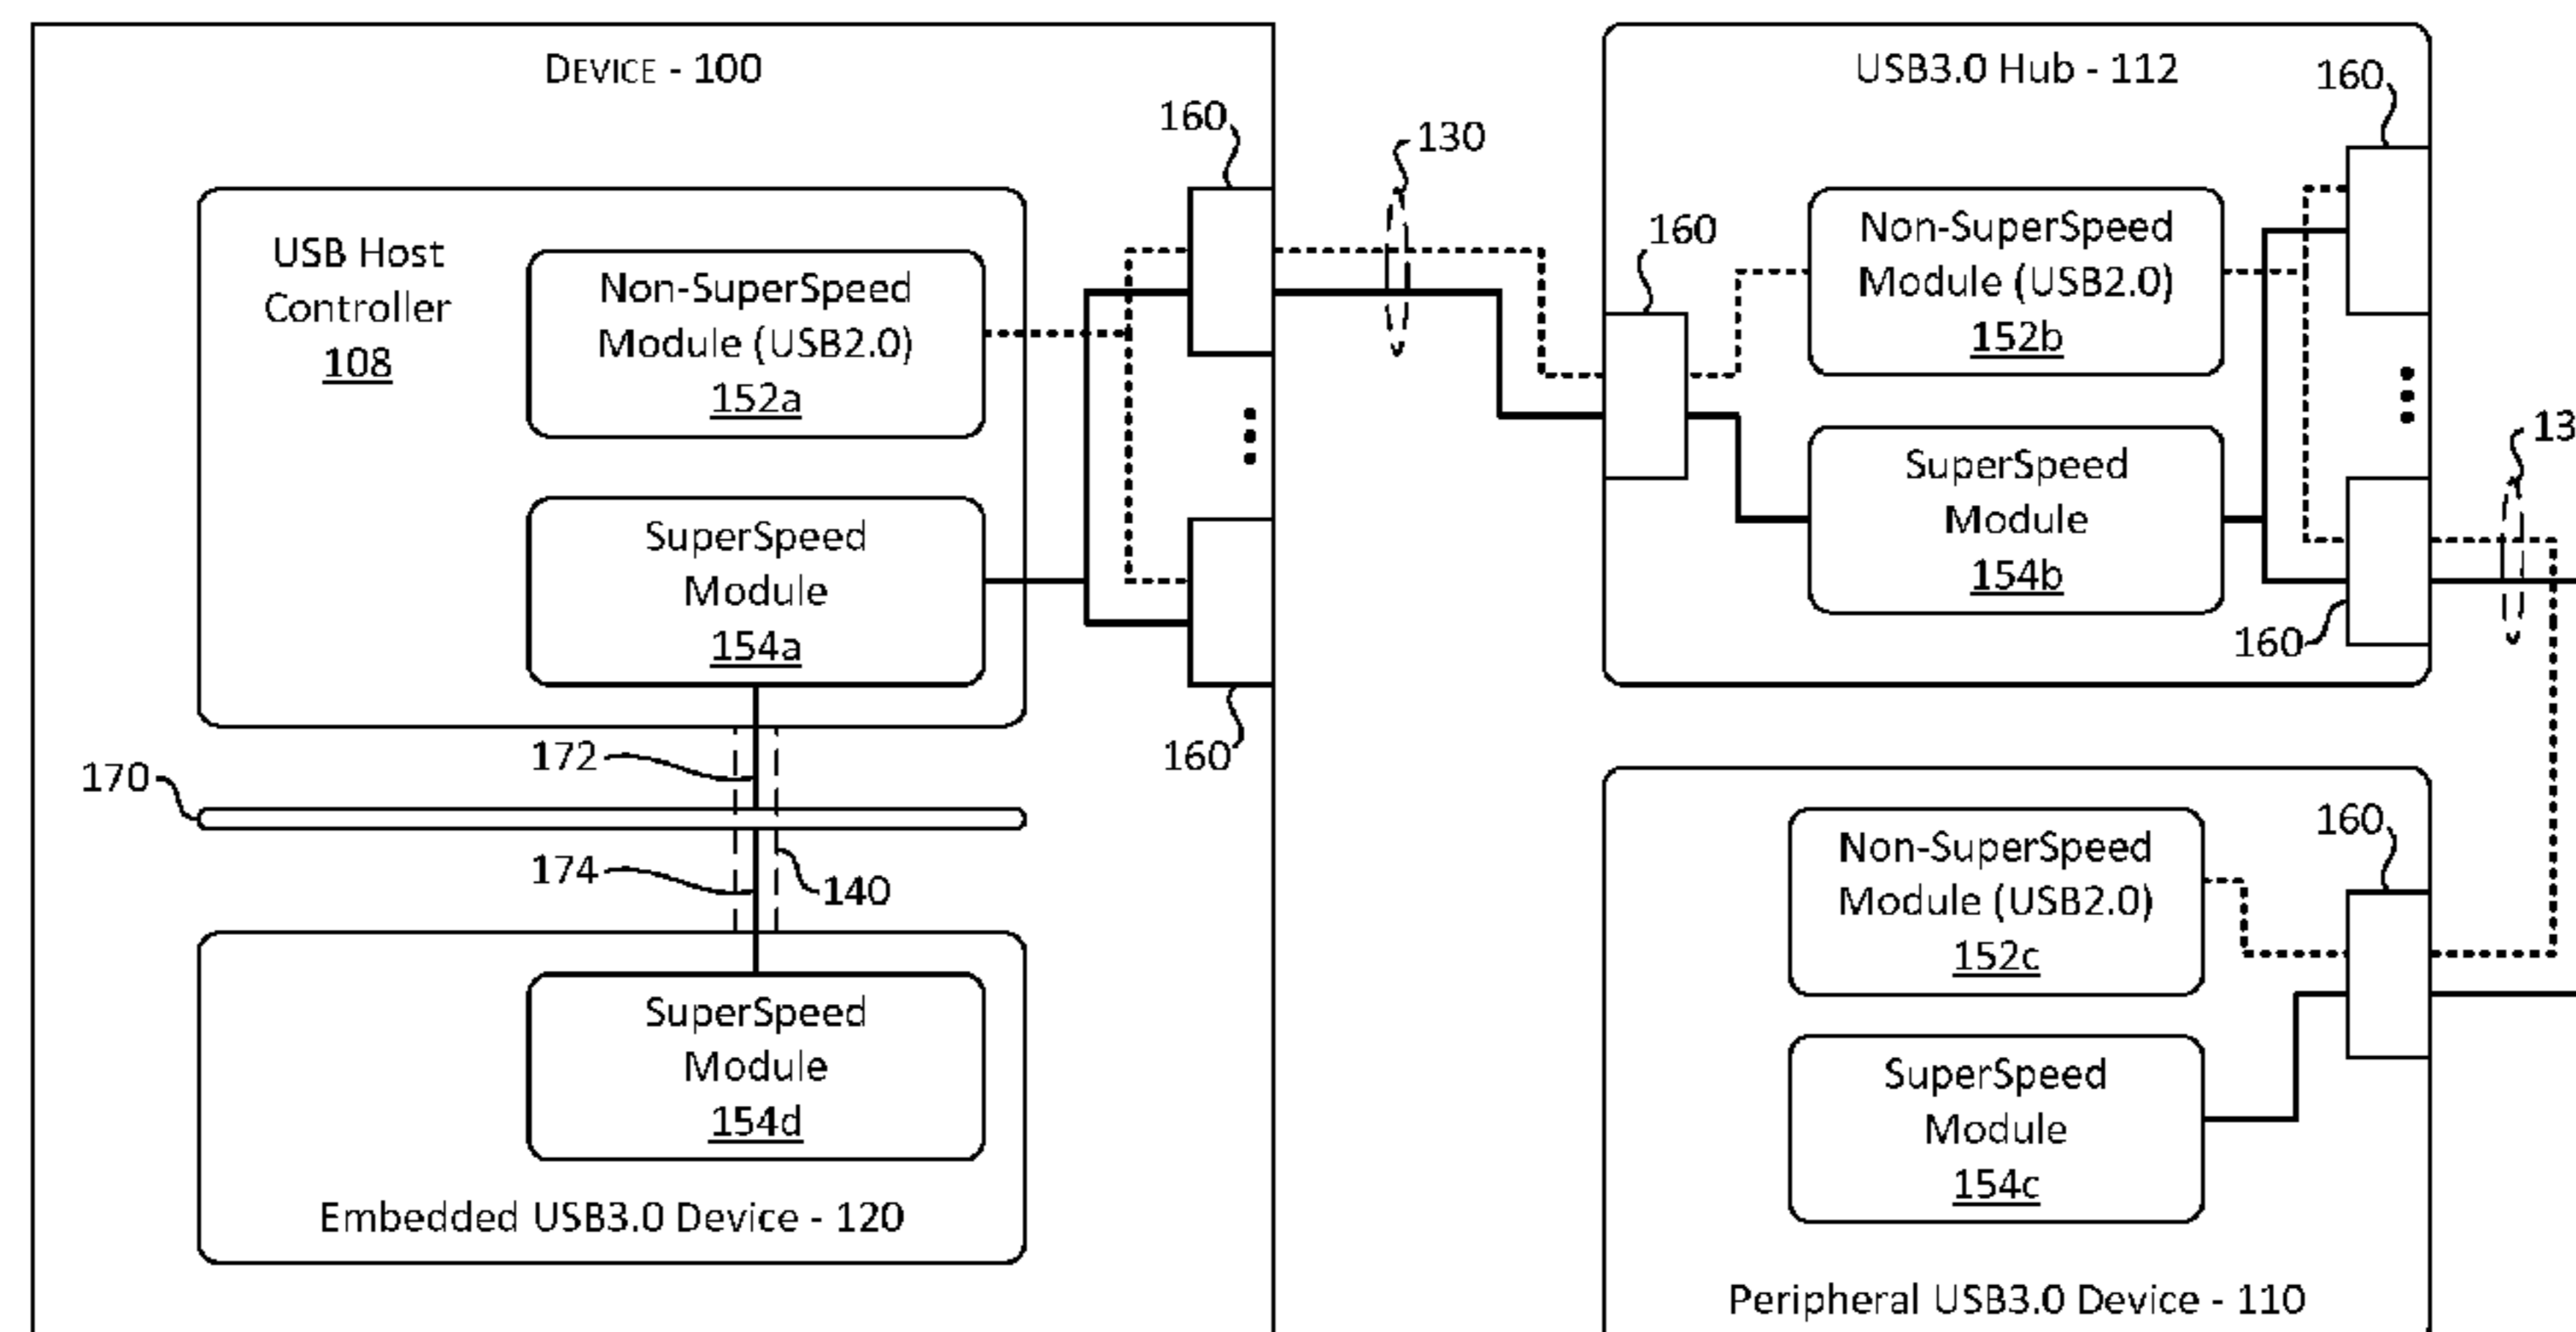 DEVICE - 100
USB Host
Controller
108
Non-SuperSpeed
Module (USB2.0)
152a
SuperSpeed
Module
154a
160
160
130
172
170
174
140
SuperSpeed
Module
154d
Embedded USB3.0 Device - 120
USB3.0 Hub - 112
160
160
Non-SuperSpeed
Module (USB2.0)
152b
SuperSpeed
Module
154b
160
13
Non-SuperSpeed
Module (USB2.0)
152c
160
SuperSpeed
Module
154c
Peripheral USB3.0 Device - 110